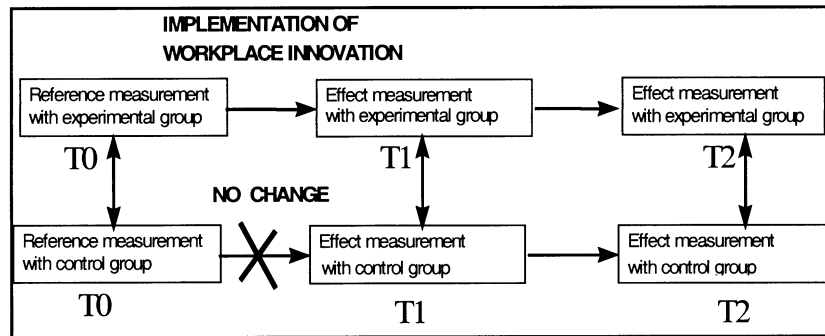 IMPLEMENTATION OF
WORKPLACE INNOVATION
Reference measurement
with experimental group
Effect measurement
with experimental group
Effect measurement
with experimental group
T0
T1
T2
NO CHANGE
Reference measurement
with control group
Effect measurement
with control group
Effect measurement
with control group
T0
T1
T2